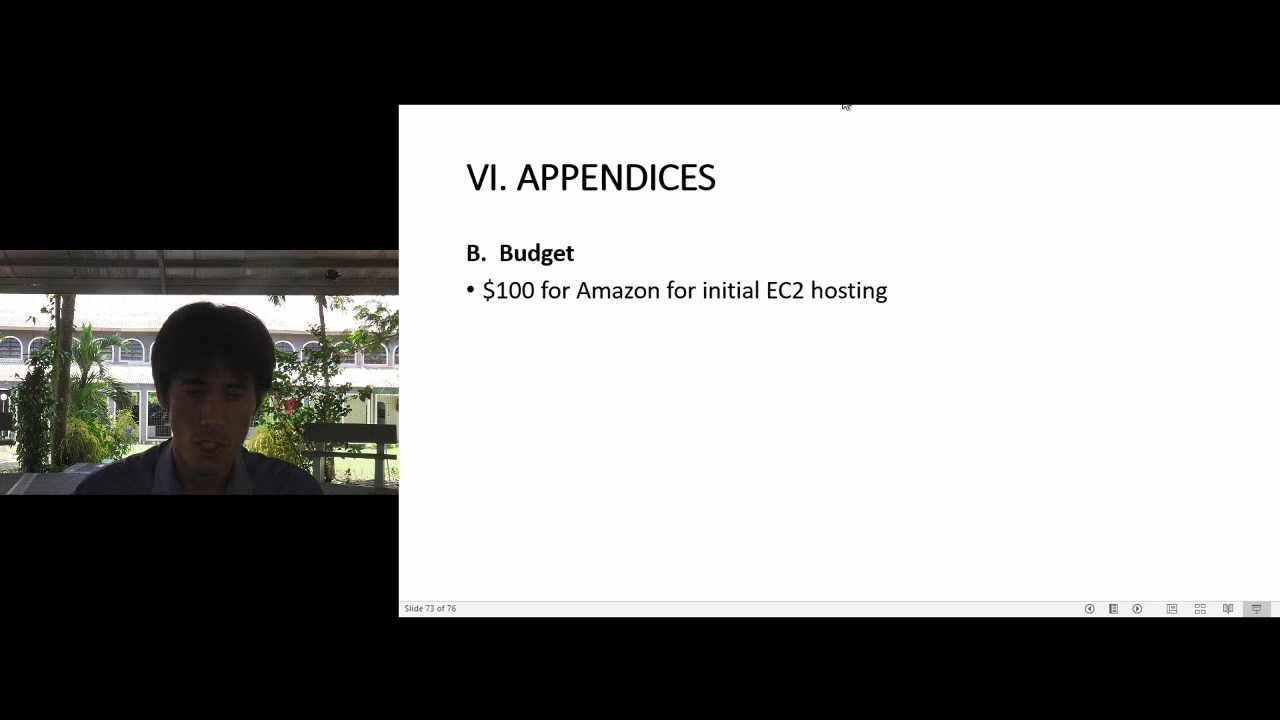 VI. APPENDICES
B. Budget
• $100 for Amazon for initial EC2 hosting
Slide 73 of 76